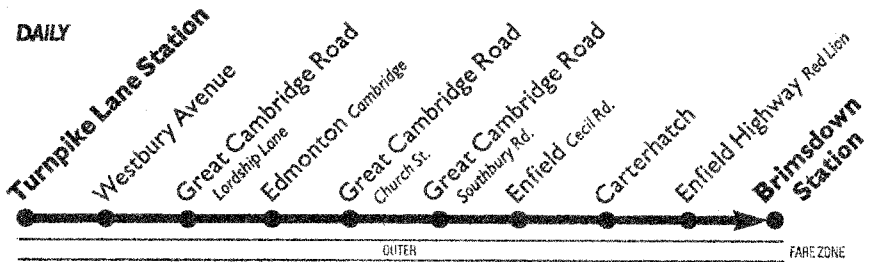 DAILY
Turnpike Lane Station
Westbury Avenue
Great Cambridge Road
Lordship Lane
Edmonton Cambridge
Great Cambridge Road
Church St.
Great Cambridge Road
Southbury Rd.
Enfield Cecil Rd.
Carterhatch
Enfield Highway Red Lion
Brimsdown
Station
OUTER
FARE ZONE